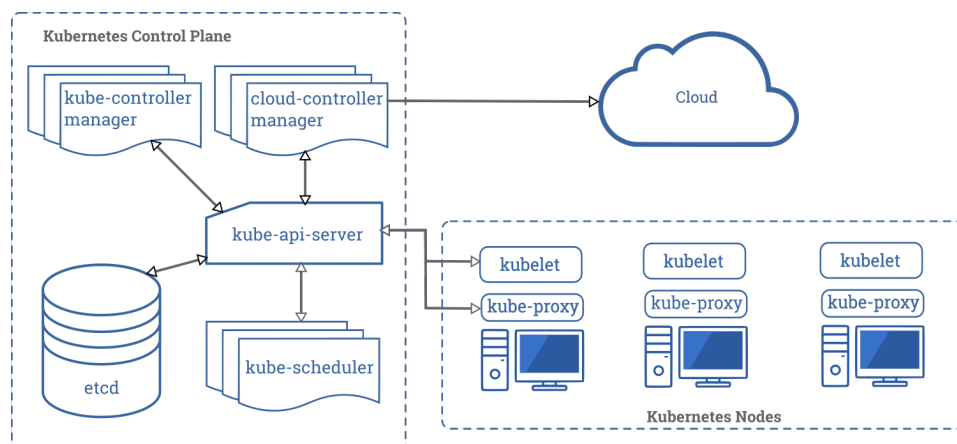 Kubernetes Control Plane
kube-controller
manager
cloud-controller
manager
Cloud
kube-api-server
kubelet
kubelet
kubelet
kube-proxy
kube-proxy
kube-proxy
etcd
kube-scheduler
Kubernetes Nodes